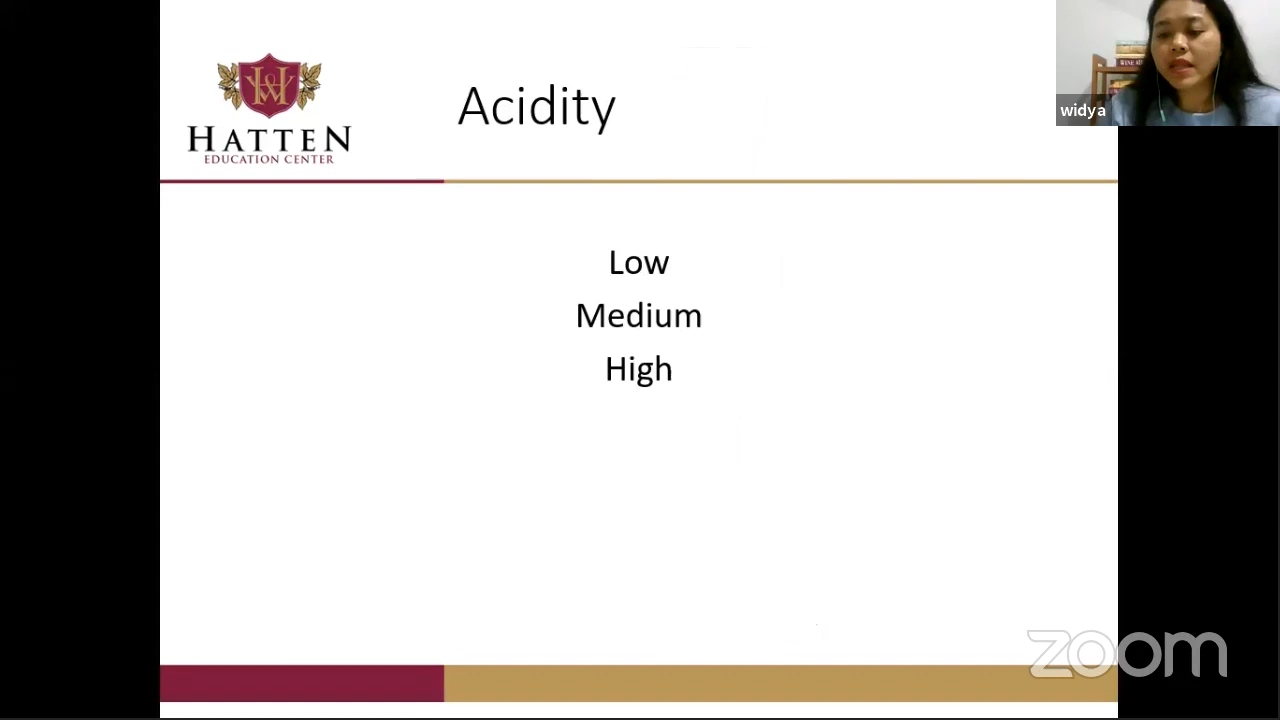 HATTEN
EDUCATION CENTER
Acidity
widya
Low
Medium
High
zoom